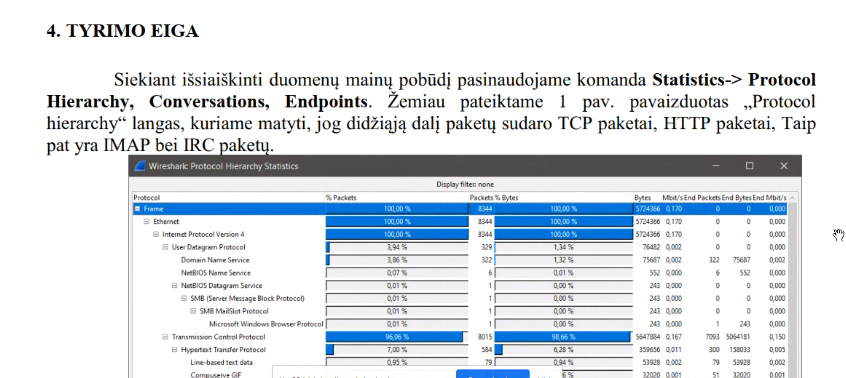 4. TYRIMO EIGA
Siekiant išsiaiškinti duomenų mainų pobūdį pasinaudojame komanda Statistics-> Protocol
Hierarchy, Conversations, Endpoints. Žemiau pateiktame 1 pav. pavaizduotas „Protocol
hierarchy“ langas, kuriame matyti, jog didžiąją dalį paketų sudaro TCP paketai, HTTP paketai, Taip
pat yra IMAP bei IRC paketų.
Wireshark: Protocol Hierarchy Statistics
Display filter: none
Protocol % Packets Packets % Bytes Bytes Mbit/s End Packets End Bytes End Mbit/s
Frame 100,00 % 8344 100,00 % 5724366 0,170 0 0 0,000
Ethernet 100,00 % 8344 100,00 % 5724366 0,170 0 0 0,000
Internet Protocol Version 4 100,00 % 8344 100,00 % 5724366 0,170 0 0 0,000
User Datagram Protocol 3,94 % 329 1,34 % 76482 0,002 0 0 0,000
Domain Name Service 3,86 % 322 1,32 % 75687 0,002 322 75687 0,002
NetBIOS Name Service 0,07 % 6 0,01 % 552 0,000 6 552 0,000
NetBIOS Datagram Service 0,01 % 1 0,00 % 243 0,000 0 0 0,000
SMB (Server Message Block Protocol) 0,01 % 1 0,00 % 243 0,000 0 0 0,000
SMB MailSlot Protocol 0,01 % 1 0,00 % 243 0,000 0 0 0,000
Microsoft Windows Browser Protocol 0,01 % 1 0,00 % 243 0,000 1 243 0,000
Transmission Control Protocol 96,06 % 8015 98,66 % 5647884 0,167 7093 5064181 0,150
Hypertext Transfer Protocol 7,00 % 584 6,28 % 359656 0,011 300 158033 0,005
Line-based text data 0,95 % 79 0,94 % 53928 0,002 79 53928 0,002
Compuserve GIF 6 % 32020 0,001 51 32020 0,001